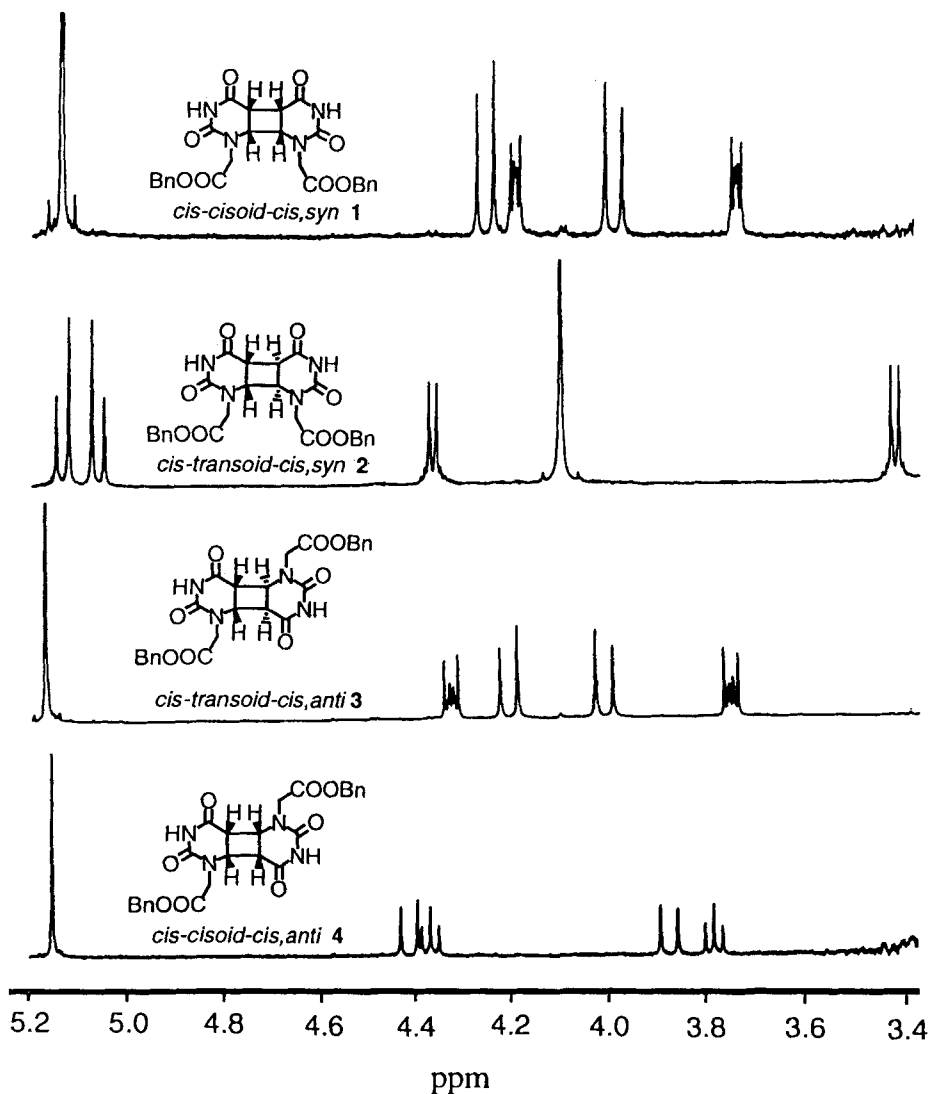 O H H O
HN NH
O N N O
H H
BnOOC COOBn
cis-cisoid-cis,syn 1
O H H O
HN NH
O N N O
H H
BnOOC COOBn
cis-transoid-cis,syn 2
COOBn
O H H N
HN O
O N NH
H H O
BnOOC
cis-transoid-cis,anti 3
COOBn
O H H N
HN O
O N NH
H H O
BnOOC
cis-cisoid-cis,anti 4
5.2 5.0 4.8 4.6 4.4 4.2 4.0 3.8 3.6 3.4
ppm